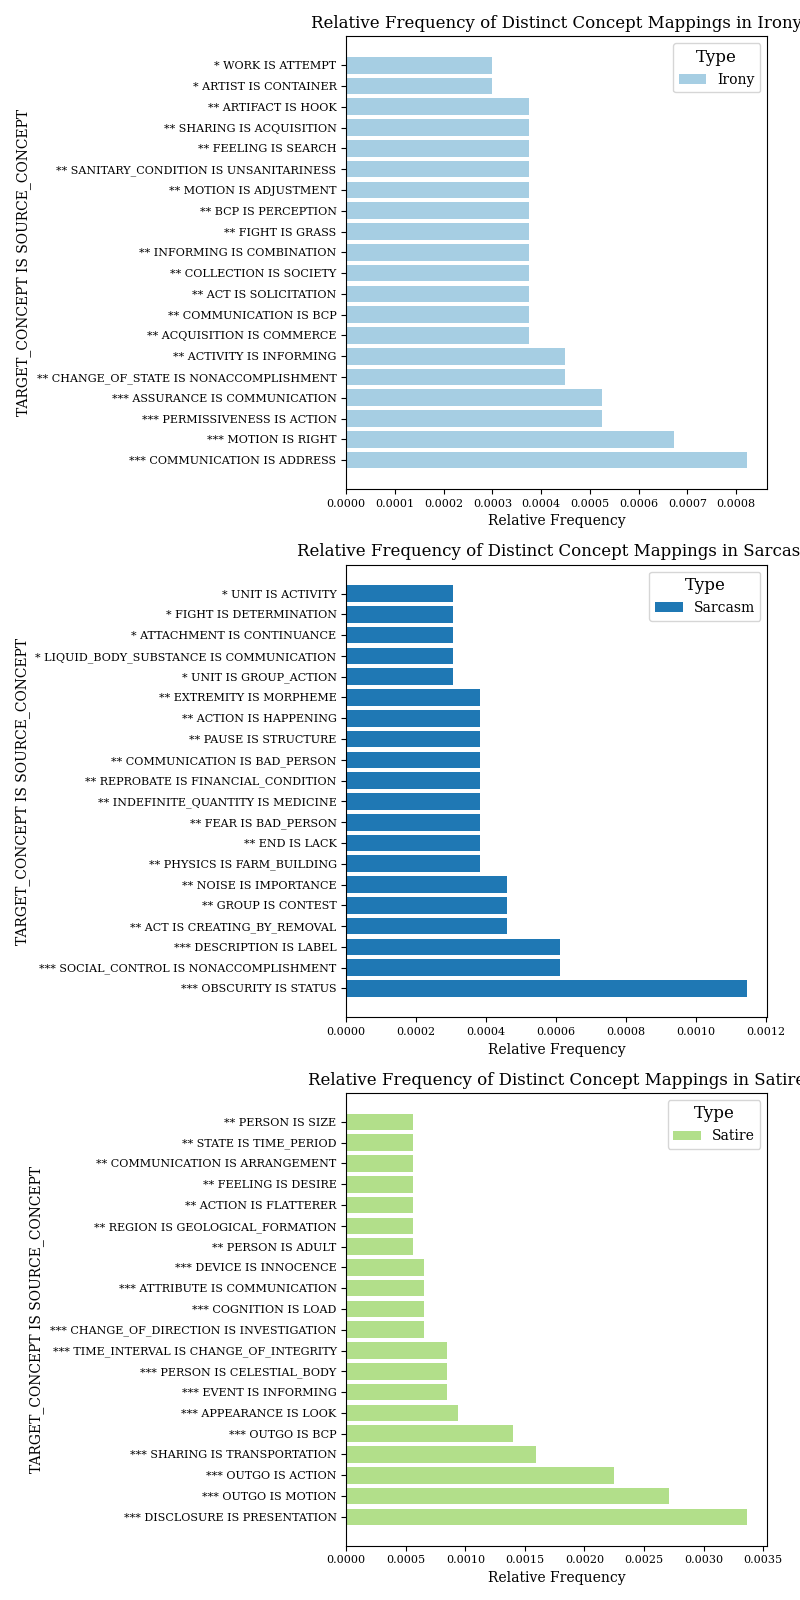 Relative Frequency of Distinct Concept Mappings in Irony
TARGET_CONCEPT IS SOURCE_CONCEPT
* WORK IS ATTEMPT
* ARTIST IS CONTAINER
** ARTIFACT IS HOOK
** SHARING IS ACQUISITION
** FEELING IS SEARCH
** SANITARY_CONDITION IS UNSANITARINESS
** MOTION IS ADJUSTMENT
** BCP IS PERCEPTION
** FIGHT IS GRASS
** INFORMING IS COMBINATION
** COLLECTION IS SOCIETY
** ACT IS SOLICITATION
** COMMUNICATION IS BCP
** ACQUISITION IS COMMERCE
** ACTIVITY IS INFORMING
** CHANGE_OF_STATE IS NONACCOMPLISHMENT
*** ASSURANCE IS COMMUNICATION
*** PERMISSIVENESS IS ACTION
*** MOTION IS RIGHT
*** COMMUNICATION IS ADDRESS
Type
Irony
0.0000 0.0001 0.0002 0.0003 0.0004 0.0005 0.0006 0.0007 0.0008
Relative Frequency
Relative Frequency of Distinct Concept Mappings in Sarcas
TARGET_CONCEPT IS SOURCE_CONCEPT
* UNIT IS ACTIVITY
* FIGHT IS DETERMINATION
* ATTACHMENT IS CONTINUANCE
* LIQUID_BODY_SUBSTANCE IS COMMUNICATION
* UNIT IS GROUP_ACTION
** EXTREMITY IS MORPHEME
** ACTION IS HAPPENING
** PAUSE IS STRUCTURE
** COMMUNICATION IS BAD_PERSON
** REPROBATE IS FINANCIAL_CONDITION
** INDEFINITE_QUANTITY IS MEDICINE
** FEAR IS BAD_PERSON
** END IS LACK
** PHYSICS IS FARM_BUILDING
** NOISE IS IMPORTANCE
** GROUP IS CONTEST
** ACT IS CREATING_BY_REMOVAL
*** DESCRIPTION IS LABEL
*** SOCIAL_CONTROL IS NONACCOMPLISHMENT
*** OBSCURITY IS STATUS
Type
Sarcasm
0.0000 0.0002 0.0004 0.0006 0.0008 0.0010 0.0012
Relative Frequency
Relative Frequency of Distinct Concept Mappings in Satire
TARGET_CONCEPT IS SOURCE_CONCEPT
** PERSON IS SIZE
** STATE IS TIME_PERIOD
** COMMUNICATION IS ARRANGEMENT
** FEELING IS DESIRE
** ACTION IS FLATTERER
** REGION IS GEOLOGICAL_FORMATION
** PERSON IS ADULT
*** DEVICE IS INNOCENCE
*** ATTRIBUTE IS COMMUNICATION
*** COGNITION IS LOAD
*** CHANGE_OF_DIRECTION IS INVESTIGATION
*** TIME_INTERVAL IS CHANGE_OF_INTEGRITY
*** PERSON IS CELESTIAL_BODY
*** EVENT IS INFORMING
*** APPEARANCE IS LOOK
*** OUTGO IS BCP
*** SHARING IS TRANSPORTATION
*** OUTGO IS ACTION
*** OUTGO IS MOTION
*** DISCLOSURE IS PRESENTATION
Type
Satire
0.0000 0.0005 0.0010 0.0015 0.0020 0.0025 0.0030 0.0035
Relative Frequency